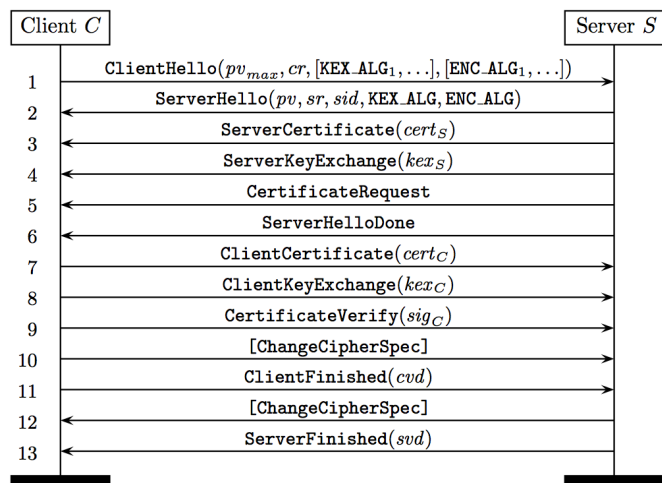 Client C Server S
1 ClientHello(pv_max, cr, [KEX_ALG₁, ...], [ENC_ALG₁, ...])
2 ServerHello(pv, sr, sid, KEX_ALG, ENC_ALG)
3 ServerCertificate(cert_S)
4 ServerKeyExchange(kex_S)
5 CertificateRequest
6 ServerHelloDone
7 ClientCertificate(cert_C)
8 ClientKeyExchange(kex_C)
9 CertificateVerify(sig_C)
10 [ChangeCipherSpec]
11 ClientFinished(cvd)
12 [ChangeCipherSpec]
13 ServerFinished(svd)